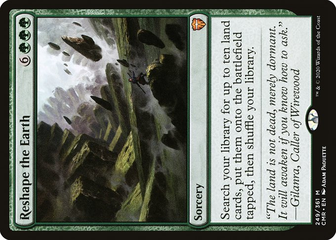 Reshape the Earth
6
Sorcery
Search your library for up to ten land
cards, put them onto the battlefield
tapped, then shuffle your library.
"The land is not dead, merely dormant.
It will awaken if you know how to ask."
—Gilanra, Caller of Wirewood
249/361 M
CMR • EN ADAM PAQUETTE
™ & © 2020 Wizards of the Coast